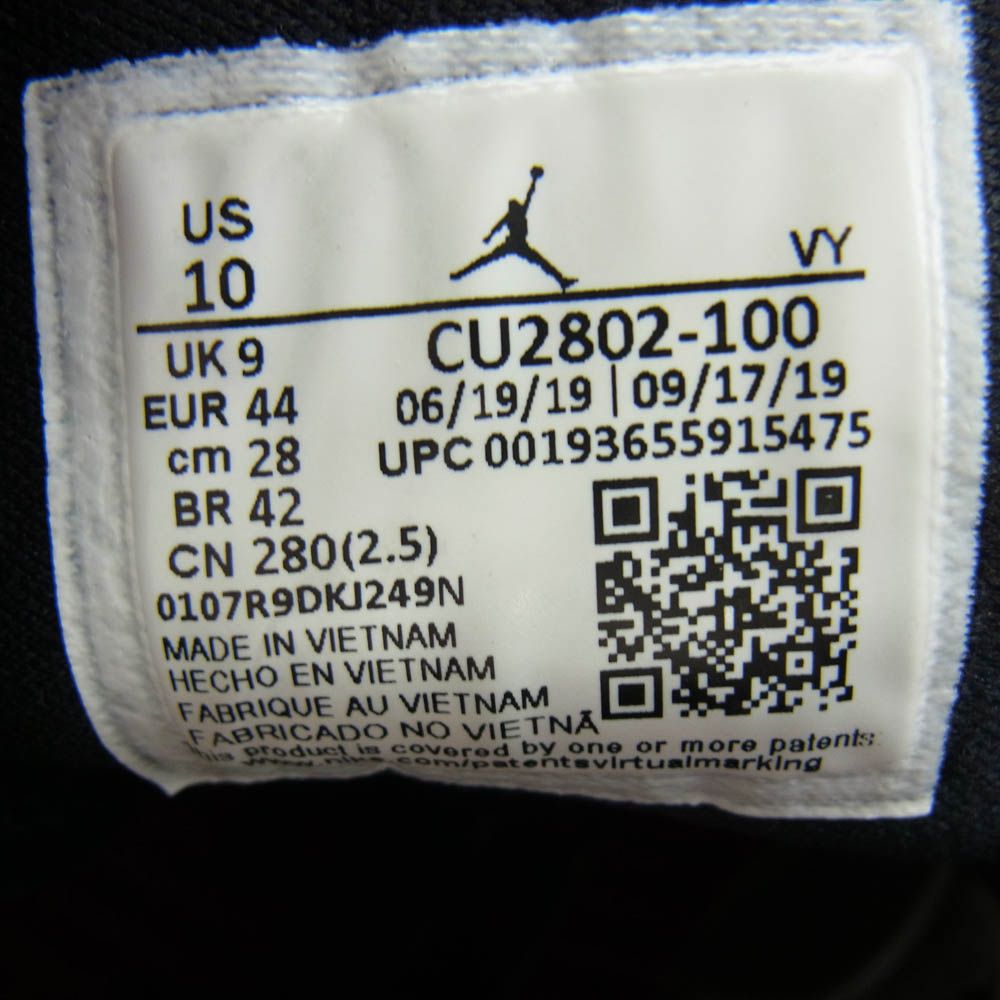 US
10
VY
UK 9
EUR 44
cm 28
BR 42
CN 280(2.5)
CU2802-100
06/19/19 | 09/17/19
UPC 00193655915475
0107R9DKJ249N
MADE IN VIETNAM
HECHO EN VIETNAM
FABRIQUE AU VIETNAM
FABRICADO NO VIETNÃ
This product is covered by one or more patents:
www.nike.com/patentsvirtualmarking